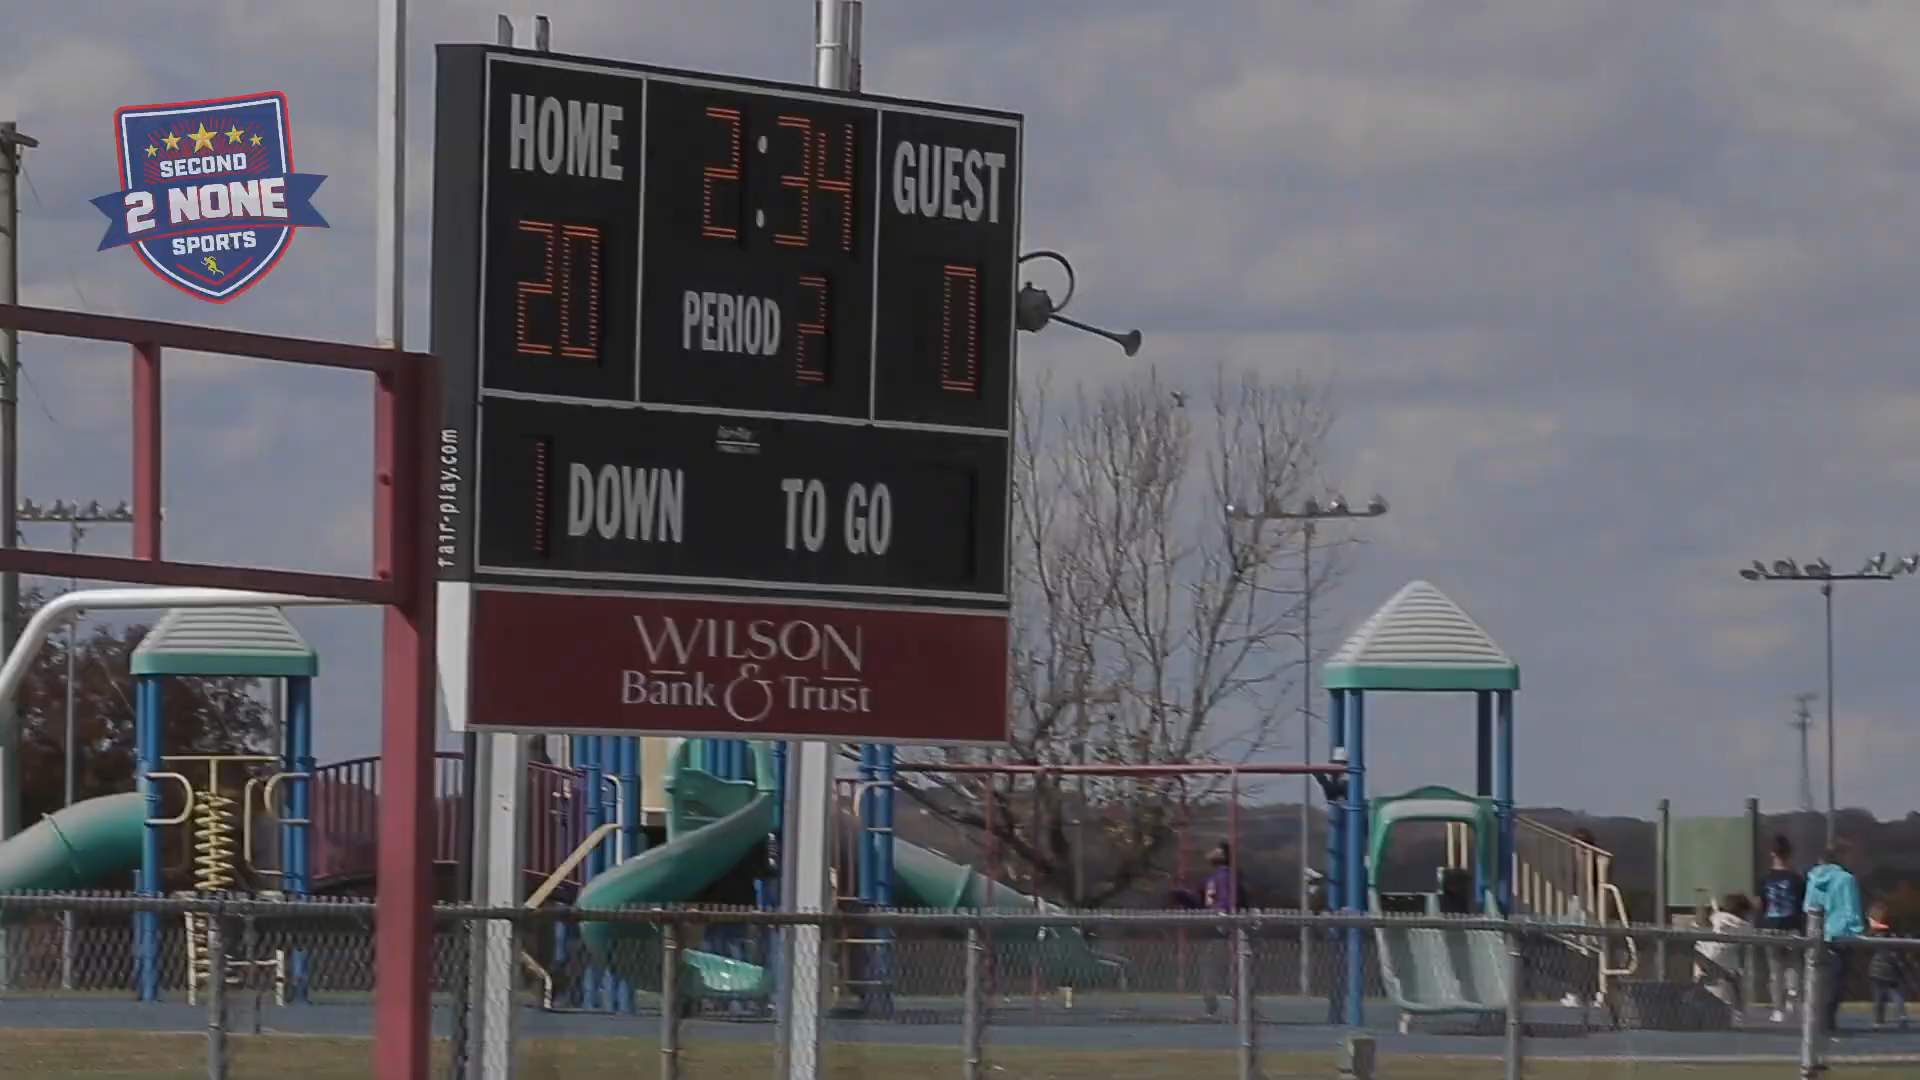 SECOND
2 NONE
SPORTS
HOME
2:34
GUEST
20
PERIOD 2
0
1 DOWN
TO GO
fair-play.com
WILSON
Bank & Trust